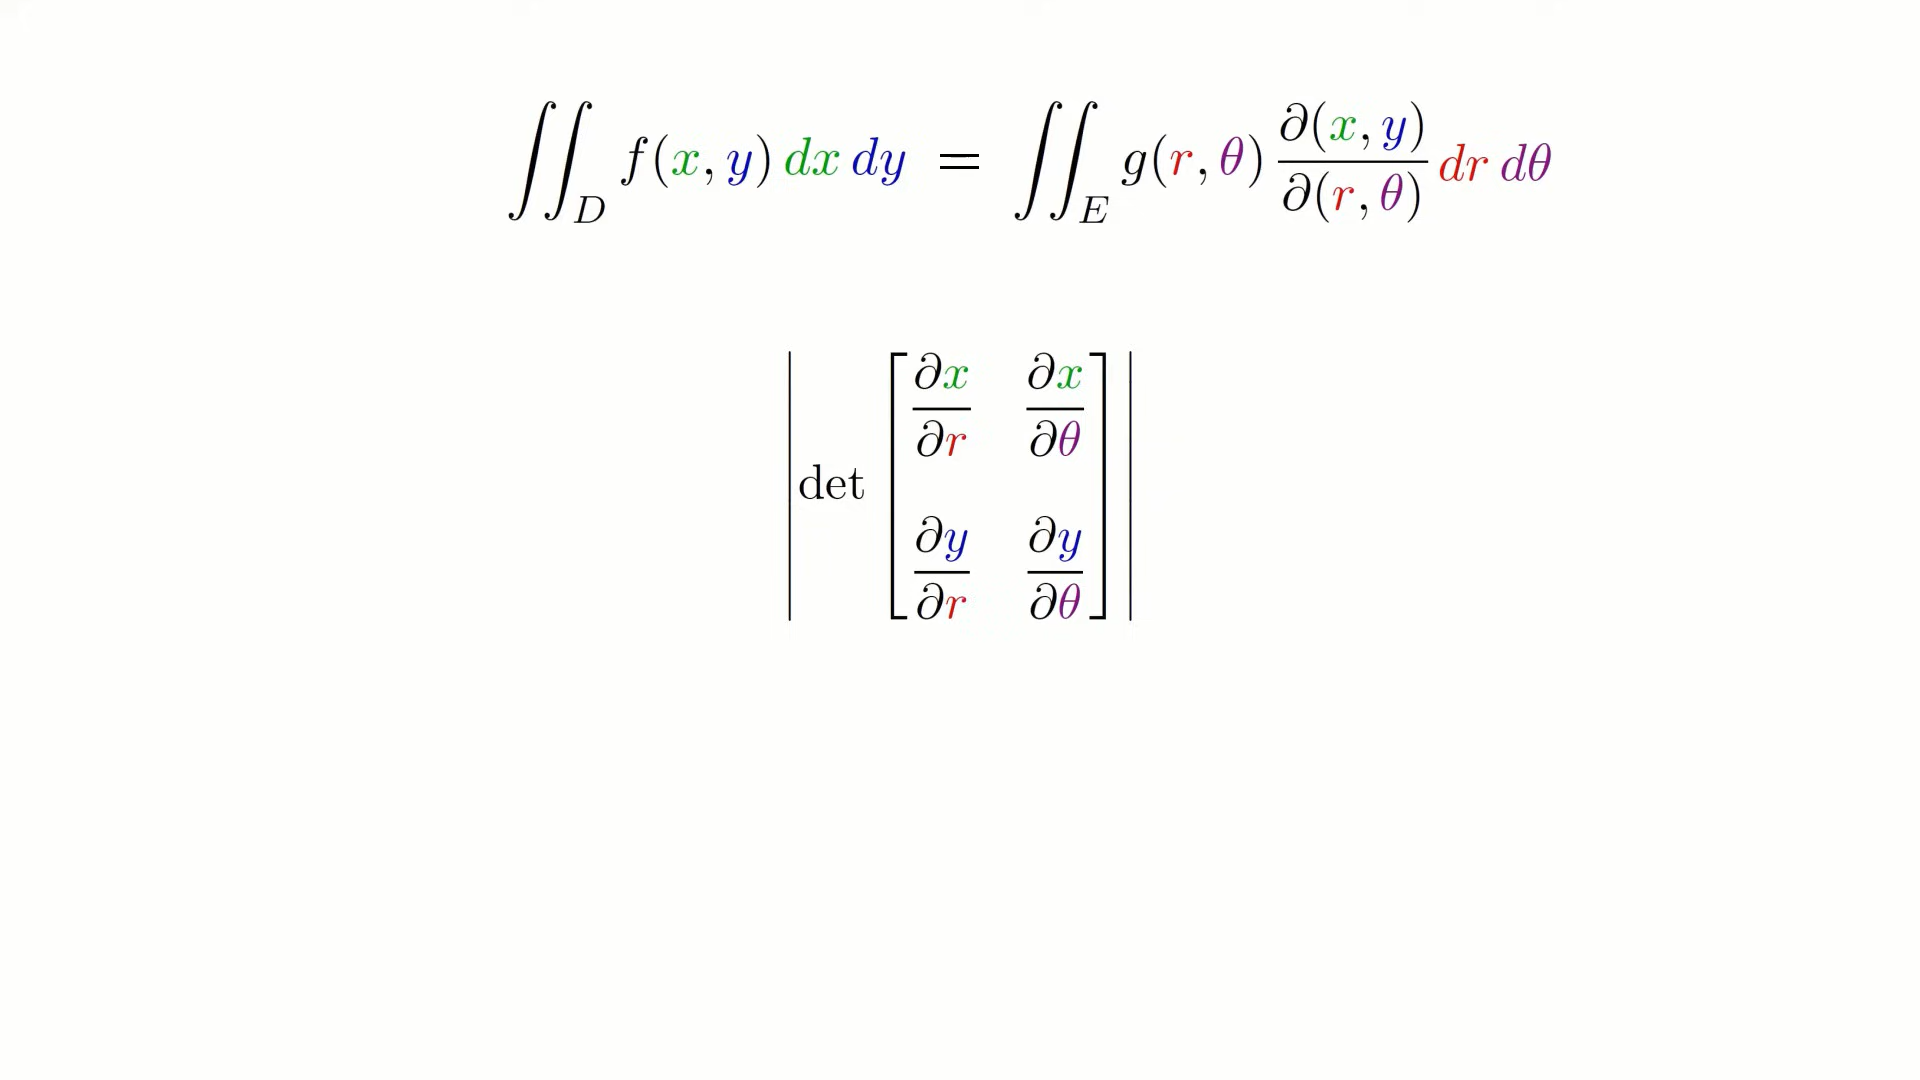 ∬_D f(x, y) dx dy = ∬_E g(r, θ) ∂(x, y)/∂(r, θ) dr dθ
|det [∂x/∂r ∂x/∂θ
∂y/∂r ∂y/∂θ]|